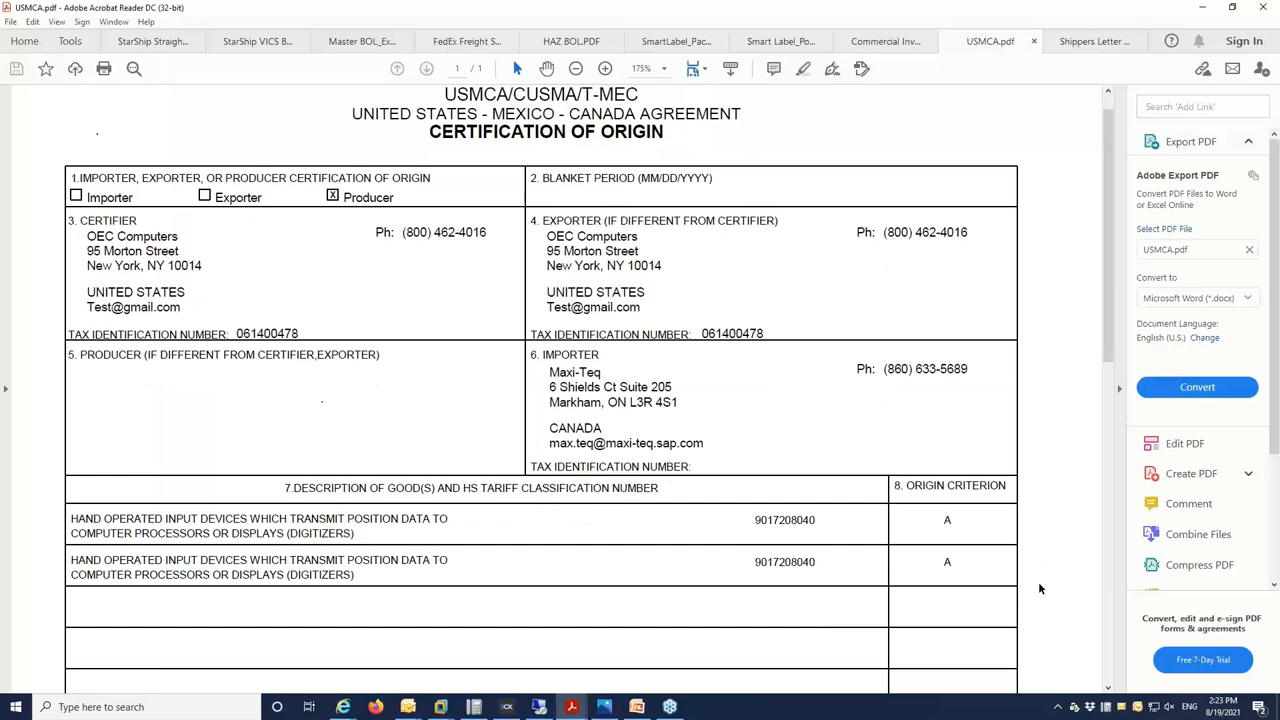 USMCA.pdf - Adobe Acrobat Reader DC (32-bit)
File Edit View Sign Window Help
Home Tools StarShip Straigh... StarShip VICS B... Master BOL_Ex... FedEx Freight S... HAZ BOL.PDF SmartLabel_Pac... Smart Label_Po... Commercial Inv... USMCA.pdf × Shippers Letter ... Sign In
1 / 1 175%
USMCA/CUSMA/T-MEC
UNITED STATES - MEXICO - CANADA AGREEMENT
CERTIFICATION OF ORIGIN
1.IMPORTER, EXPORTER, OR PRODUCER CERTIFICATION OF ORIGIN
Importer Exporter X Producer
2. BLANKET PERIOD (MM/DD/YYYY)
3. CERTIFIER
OEC Computers Ph: (800) 462-4016
95 Morton Street
New York, NY 10014
UNITED STATES
Test@gmail.com
TAX IDENTIFICATION NUMBER: 061400478
4. EXPORTER (IF DIFFERENT FROM CERTIFIER)
OEC Computers Ph: (800) 462-4016
95 Morton Street
New York, NY 10014
UNITED STATES
Test@gmail.com
TAX IDENTIFICATION NUMBER: 061400478
5. PRODUCER (IF DIFFERENT FROM CERTIFIER,EXPORTER)
6. IMPORTER
Maxi-Teq Ph: (860) 633-5689
6 Shields Ct Suite 205
Markham, ON L3R 4S1
CANADA
max.teq@maxi-teq.sap.com
TAX IDENTIFICATION NUMBER:
7.DESCRIPTION OF GOOD(S) AND HS TARIFF CLASSIFICATION NUMBER 8. ORIGIN CRITERION
HAND OPERATED INPUT DEVICES WHICH TRANSMIT POSITION DATA TO 9017208040 A
COMPUTER PROCESSORS OR DISPLAYS (DIGITIZERS)
HAND OPERATED INPUT DEVICES WHICH TRANSMIT POSITION DATA TO 9017208040 A
COMPUTER PROCESSORS OR DISPLAYS (DIGITIZERS)
Search 'Add Link'
Export PDF
Adobe Export PDF
Convert PDF Files to Word
or Excel Online
Select PDF File
USMCA.pdf
Convert to
Microsoft Word (*.docx)
Document Language:
English (U.S.) Change
Convert
Edit PDF
Create PDF
Comment
Combine Files
Compress PDF
Convert, edit and e-sign PDF
forms & agreements
Free 7-Day Trial
Type here to search
ENG
2:23 PM
8/19/2021